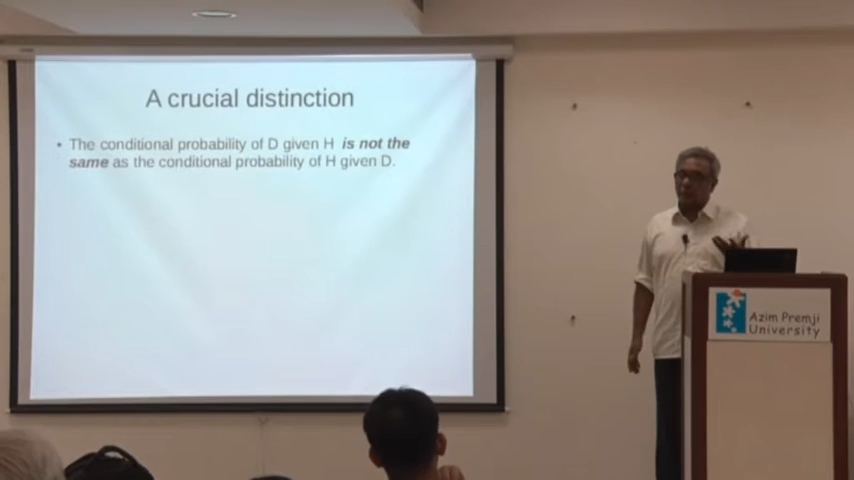 A crucial distinction
• The conditional probability of D given H is not the
same as the conditional probability of H given D.
Azim Premji
University